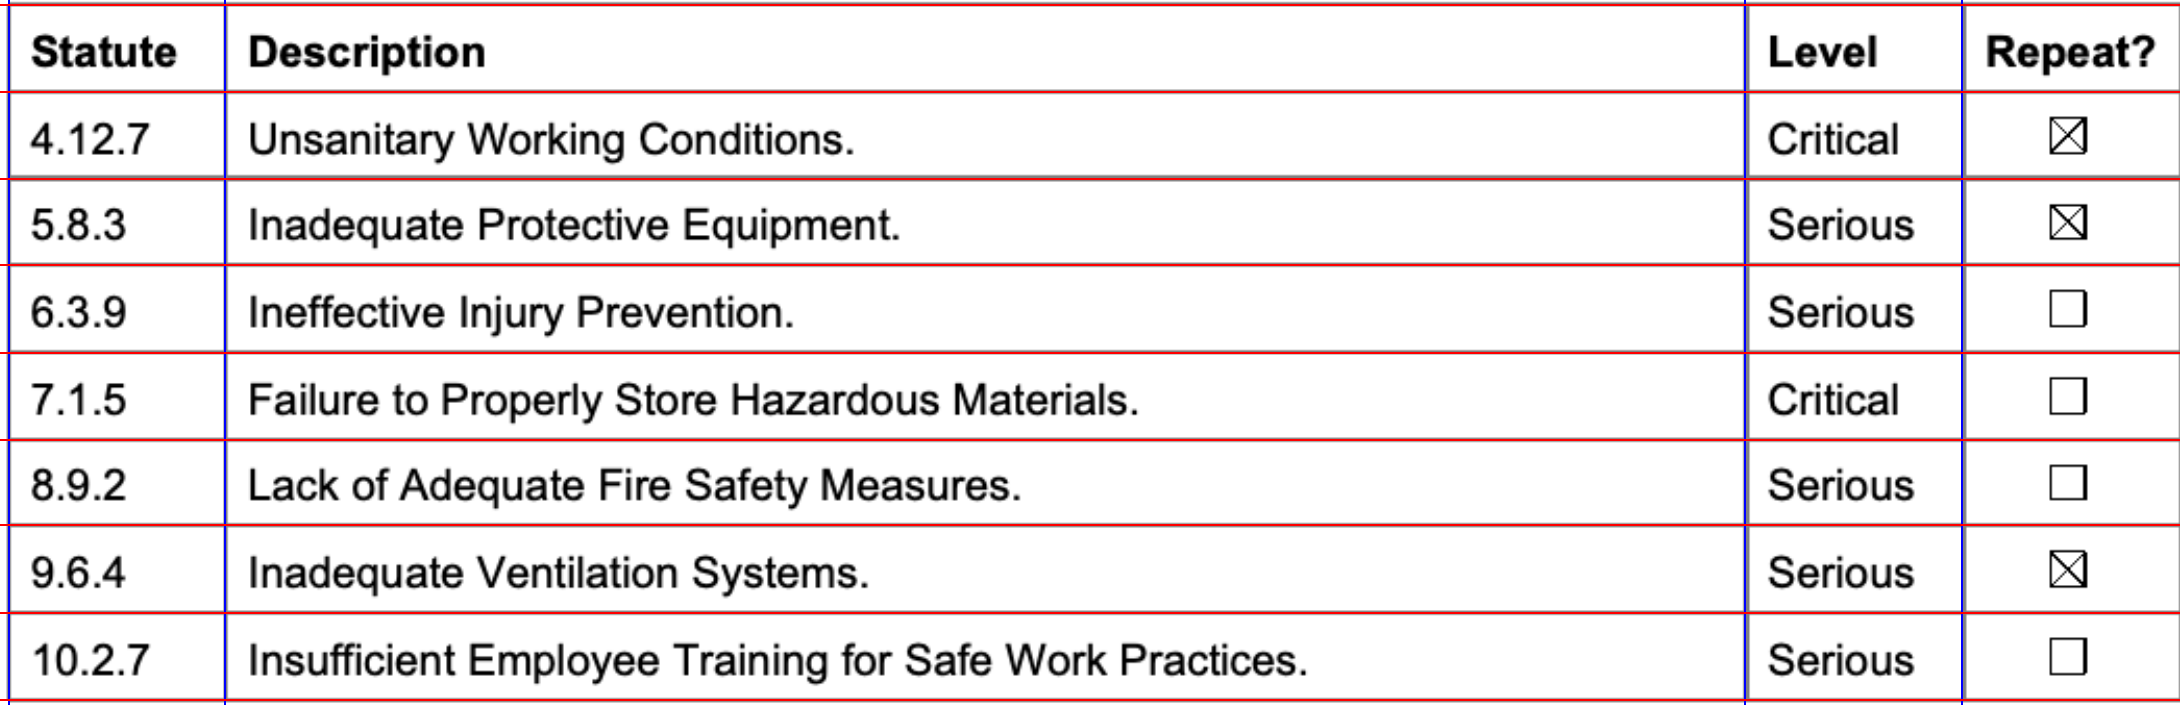 Statute Description Level Repeat?
4.12.7 Unsanitary Working Conditions. Critical ☒
5.8.3 Inadequate Protective Equipment. Serious ☒
6.3.9 Ineffective Injury Prevention. Serious ☐
7.1.5 Failure to Properly Store Hazardous Materials. Critical ☐
8.9.2 Lack of Adequate Fire Safety Measures. Serious ☐
9.6.4 Inadequate Ventilation Systems. Serious ☒
10.2.7 Insufficient Employee Training for Safe Work Practices. Serious ☐